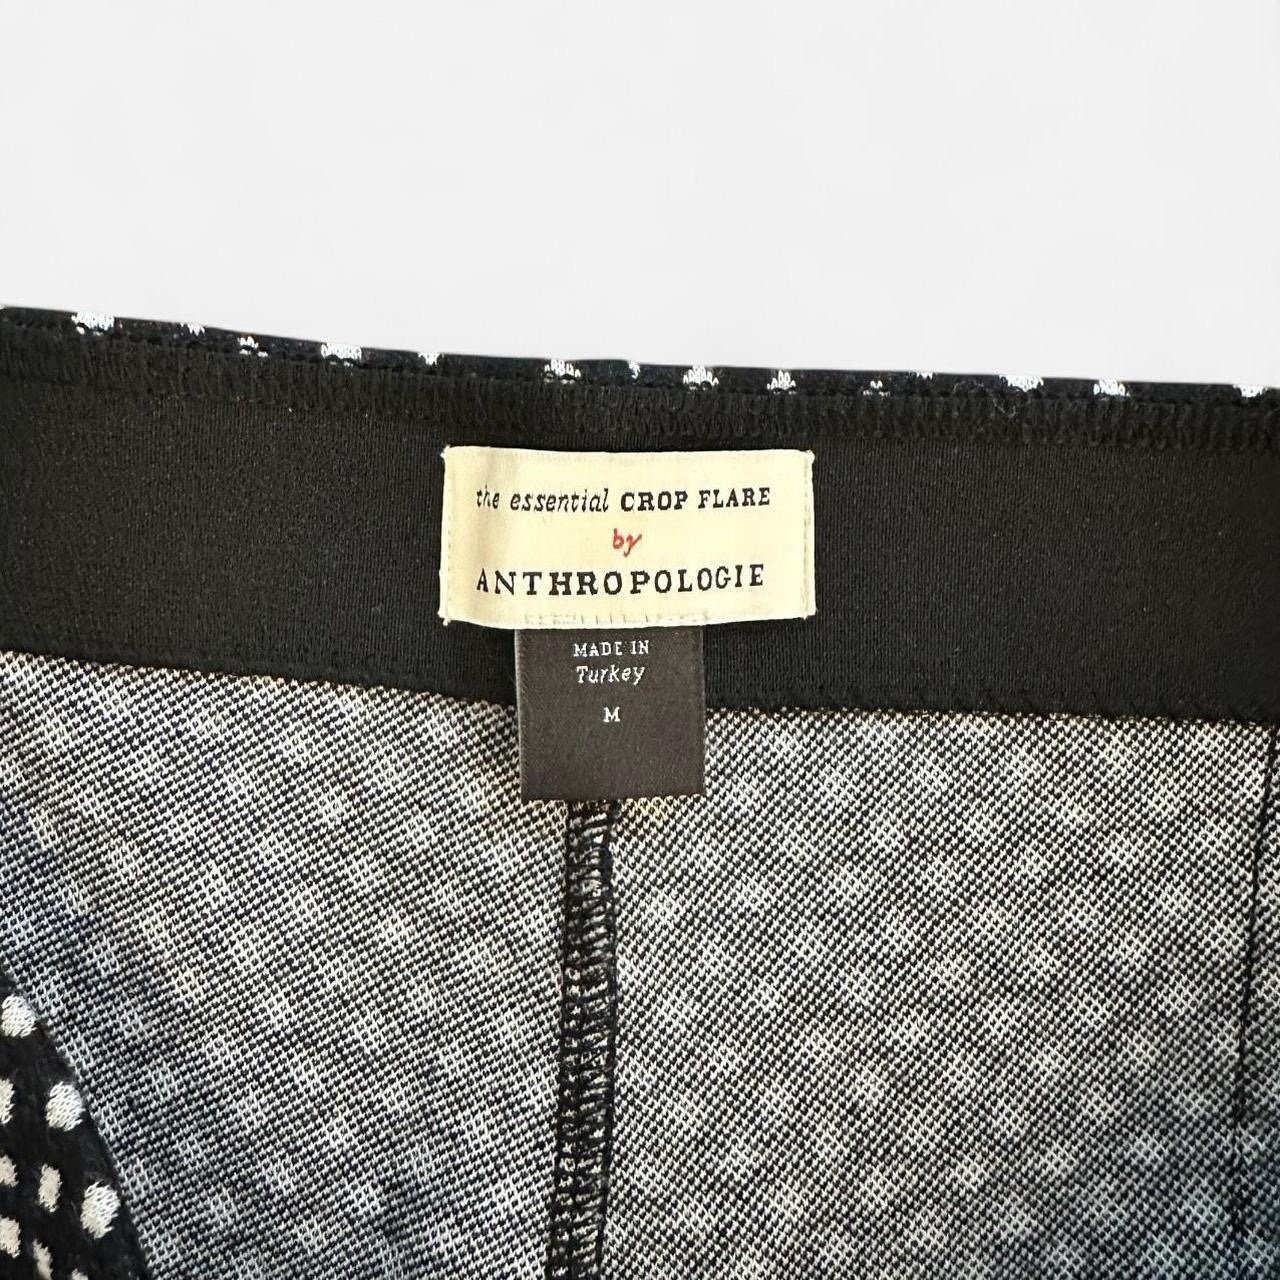 the essential CROP FLARE
by
ANTHROPOLOGIE
MADE IN
Turkey
M